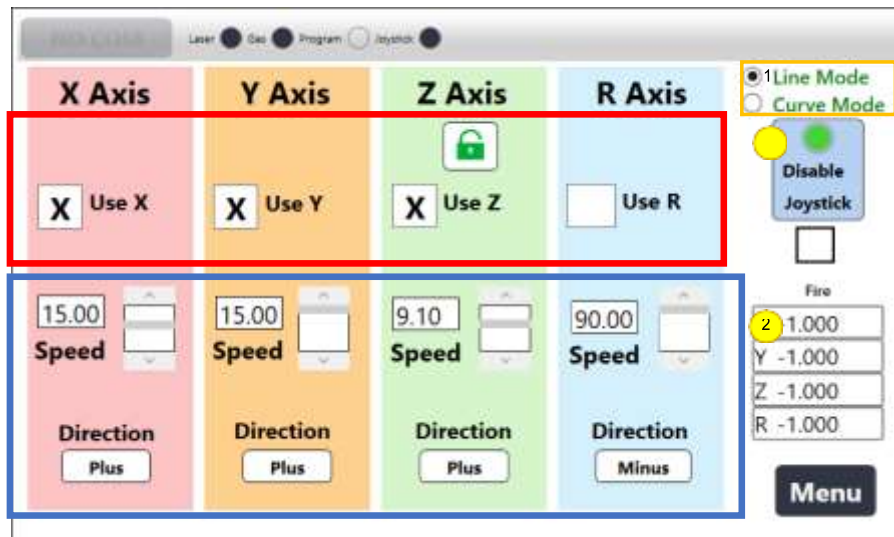 NO COM Laser Gas Program Joystick
X Axis Y Axis Z Axis R Axis
1 Line Mode
Curve Mode
Disable
Joystick
X Use X X Use Y X Use Z Use R
Fire
15.00 15.00 9.10 90.00
Speed Speed Speed Speed
2 -1.000
Y -1.000
Z -1.000
R -1.000
Direction Direction Direction Direction
Plus Plus Plus Minus
Menu